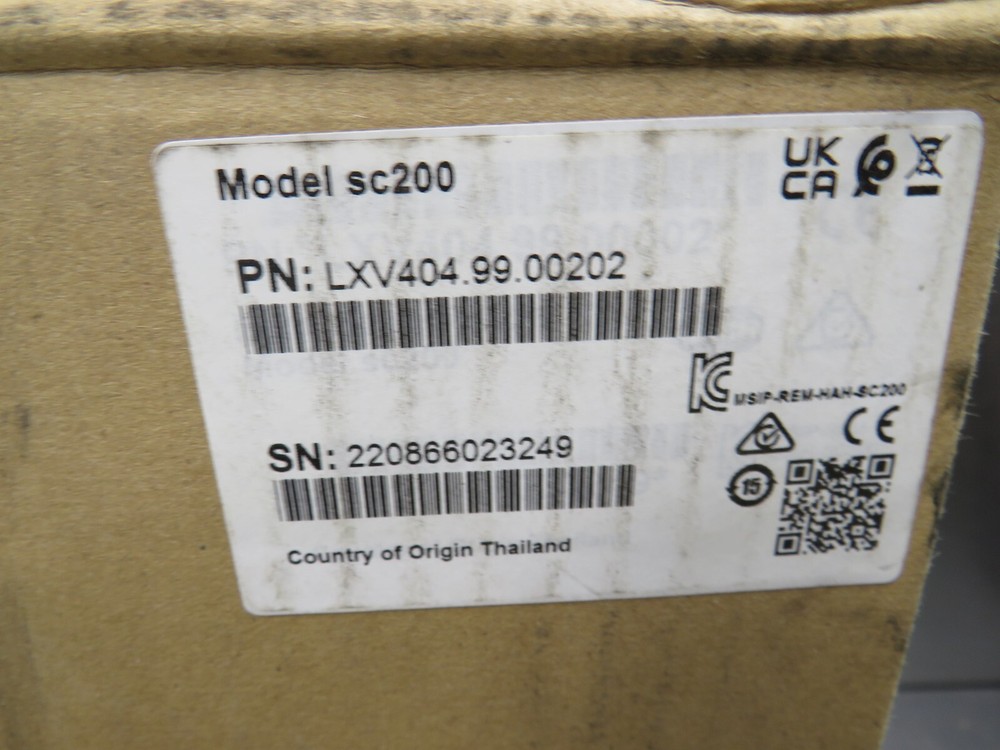 Model sc200
UK
CA
PN: LXV404.99.00202
MSIP-REM-HAH-SC200
CE
SN: 220866023249
15
Country of Origin Thailand